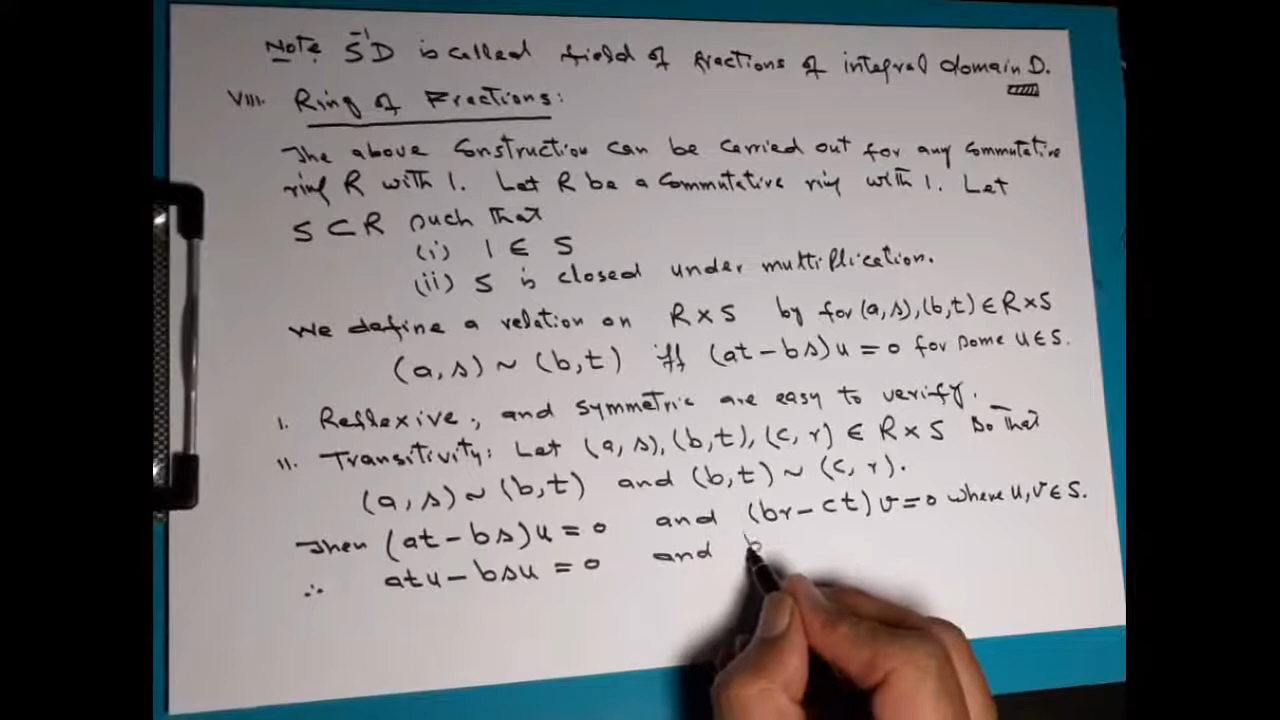 Note: S⁻¹D is called field of fractions of integral domain D.
VIII. Ring of Fractions:
The above construction can be carried out for any commutative
ring R with 1. Let R be a commutative ring with 1. Let
S ⊂ R such that
(i) 1 ∈ S
(ii) S is closed under multiplication.
We define a relation on R × S by for (a, s), (b, t) ∈ R × S
(a, s) ~ (b, t) iff (at - bs)u = 0 for some u ∈ S.
I. Reflexive, and symmetric are easy to verify.
II. Transitivity: Let (a, s), (b, t), (c, r) ∈ R × S so that
(a, s) ~ (b, t) and (b, t) ~ (c, r).
Then (at - bs)u = 0 and (br - ct)v = 0 where u, v ∈ S.
∴ atu - bsu = 0 and b